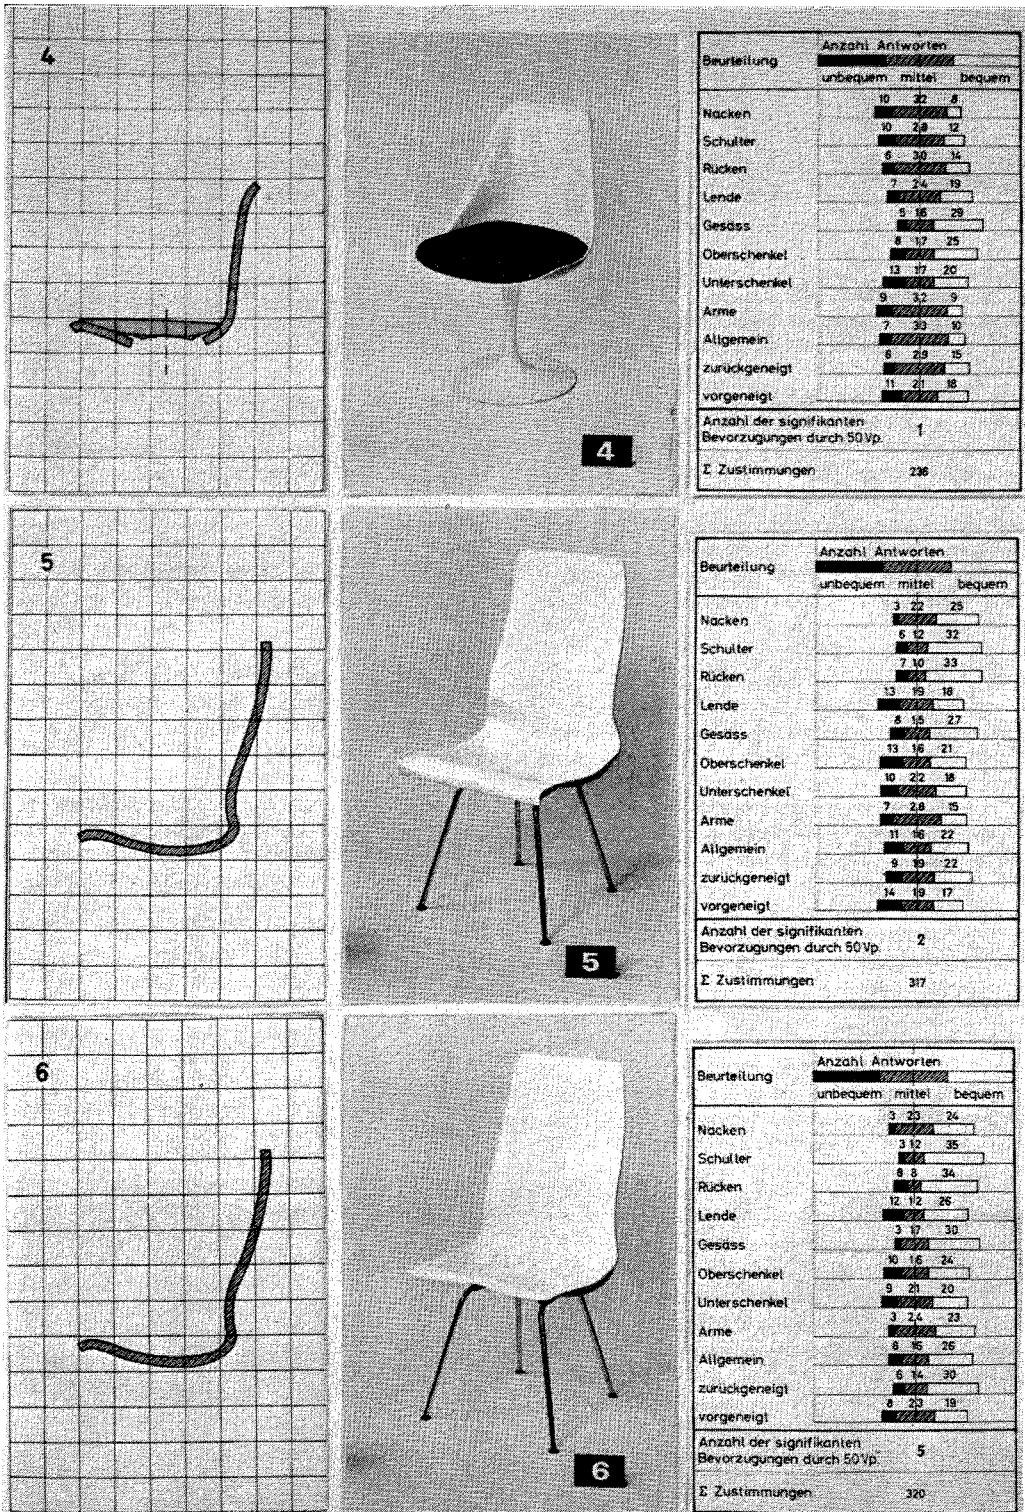 4
4
Anzahl Antworten
Beurteilung
unbequem mittel bequem
Nacken 10 32 8
Schulter 10 28 12
Rücken 6 30 14
Lende 7 24 19
Gesäss 5 16 29
Oberschenkel 8 17 25
Unterschenkel 13 17 20
Arme 9 32 9
Allgemein 7 33 10
zurückgeneigt 6 29 15
vorgeneigt 11 21 18
Anzahl der signifikanten
Bevorzugungen durch 50 Vp. 1
Σ Zustimmungen 236
5
5
Anzahl Antworten
Beurteilung
unbequem mittel bequem
Nacken 3 22 25
Schulter 6 12 32
Rücken 7 10 33
Lende 13 19 18
Gesäss 8 15 27
Oberschenkel 13 16 21
Unterschenkel 10 22 18
Arme 7 28 15
Allgemein 11 16 22
zurückgeneigt 9 19 22
vorgeneigt 14 19 17
Anzahl der signifikanten
Bevorzugungen durch 50 Vp. 2
Σ Zustimmungen 317
6
6
Anzahl Antworten
Beurteilung
unbequem mittel bequem
Nacken 3 23 24
Schulter 3 12 35
Rücken 8 8 34
Lende 12 12 26
Gesäss 3 17 30
Oberschenkel 10 16 24
Unterschenkel 9 21 20
Arme 3 24 23
Allgemein 8 16 26
zurückgeneigt 6 14 30
vorgeneigt 8 23 19
Anzahl der signifikanten
Bevorzugungen durch 50 Vp. 5
Σ Zustimmungen 320